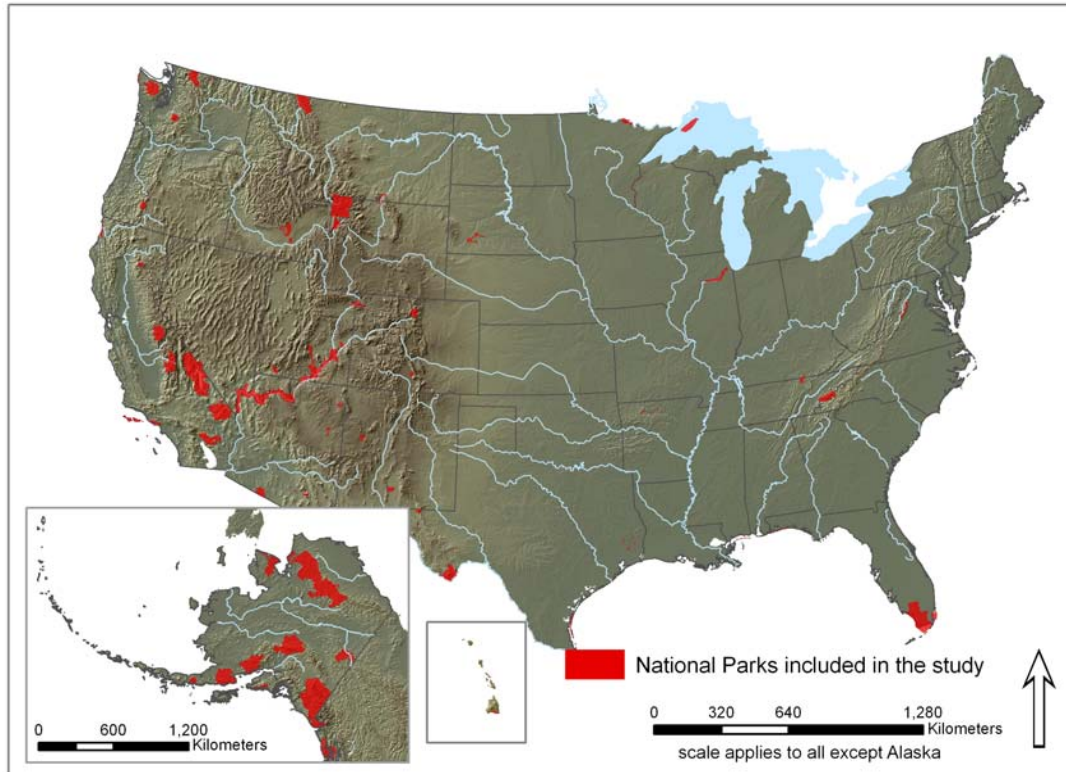 National Parks included in the study
0 600 1,200
Kilometers
0 320 640 1,280
Kilometers
scale applies to all except Alaska